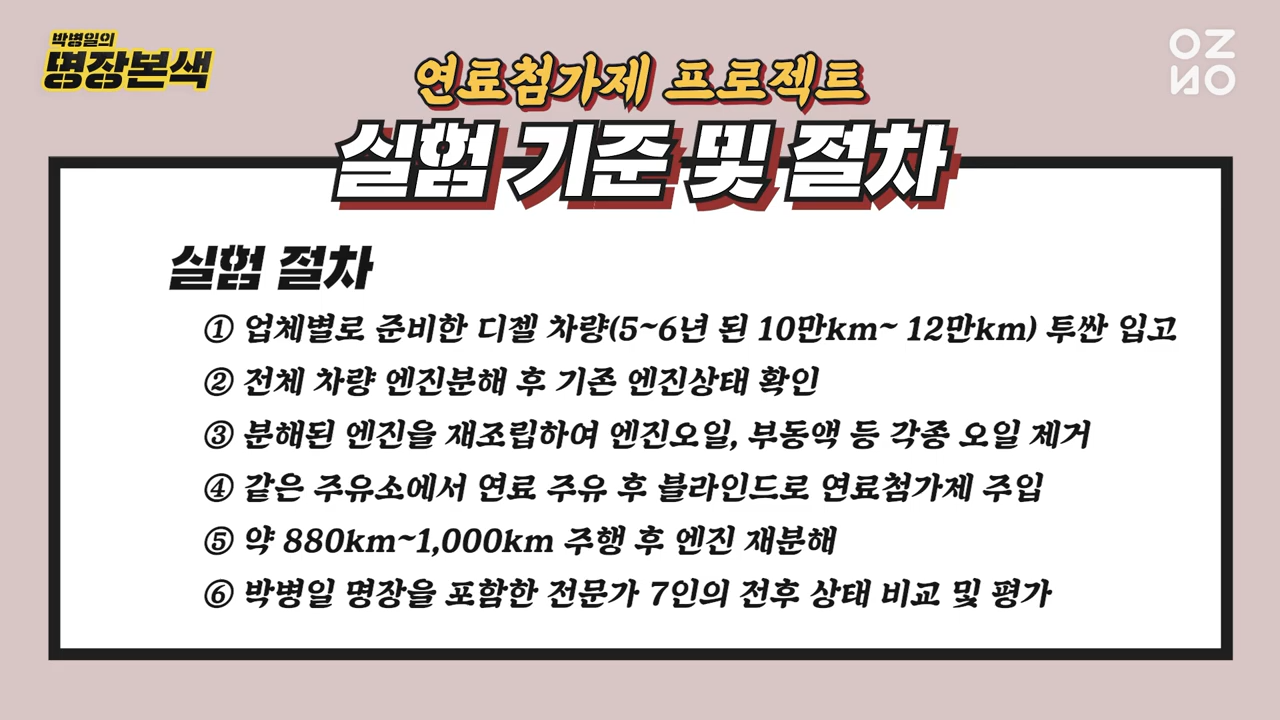 박병일의
명장본색
OZ
NO
연료첨가제 프로젝트
실험 기준 및 절차
실험 절차
① 업체별로 준비한 디젤 차량(5~6년 된 10만km~ 12만km) 투싼 입고
② 전체 차량 엔진분해 후 기존 엔진상태 확인
③ 분해된 엔진을 재조립하여 엔진오일, 부동액 등 각종 오일 제거
④ 같은 주유소에서 연료 주유 후 블라인드로 연료첨가제 주입
⑤ 약 880km~1,000km 주행 후 엔진 재분해
⑥ 박병일 명장을 포함한 전문가 7인의 전후 상태 비교 및 평가